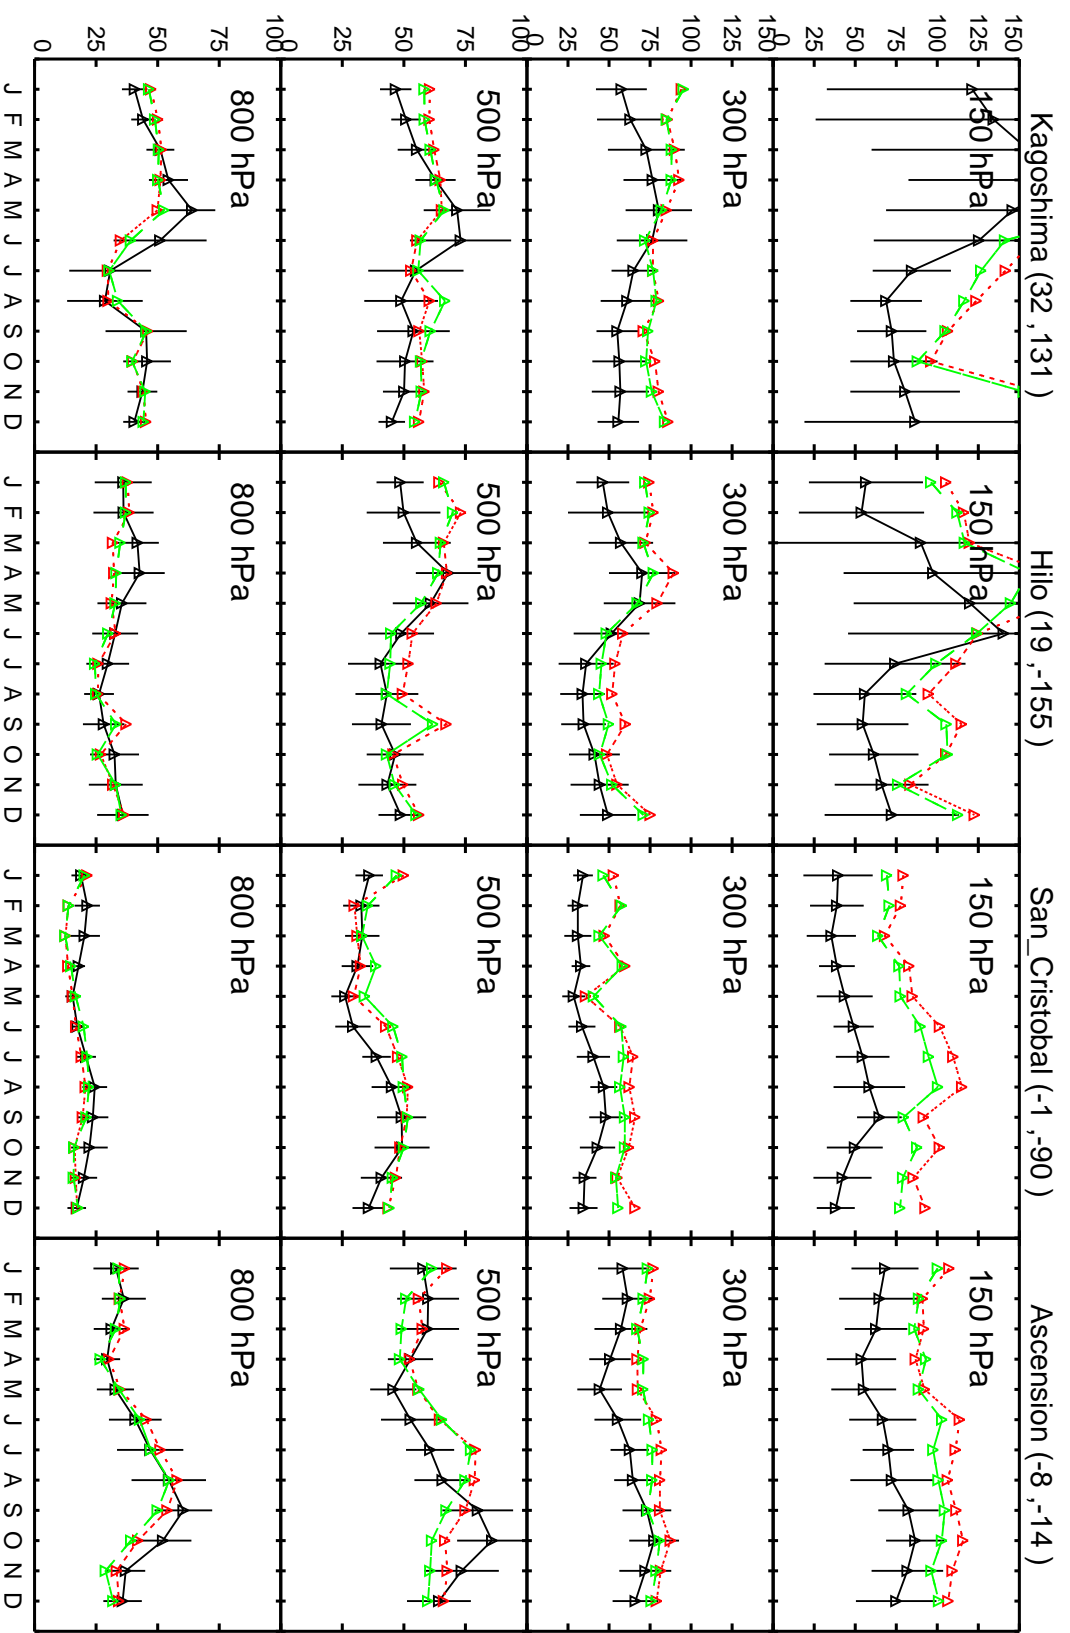 Kagoshima (32 ,131 )
Hilo (19 ,-155 )
San_Cristobal (-1 ,-90 )
Ascension (-8 ,-14 )
150
125
100
75
50
25
0
150 hPa
150 hPa
150 hPa
150 hPa
150
125
100
75
50
25
0
300 hPa
300 hPa
300 hPa
300 hPa
100
75
50
25
0
500 hPa
500 hPa
500 hPa
500 hPa
100
75
50
25
0
800 hPa
800 hPa
800 hPa
800 hPa
J F M A M J J A S O N D
J F M A M J J A S O N D
J F M A M J J A S O N D
J F M A M J J A S O N D